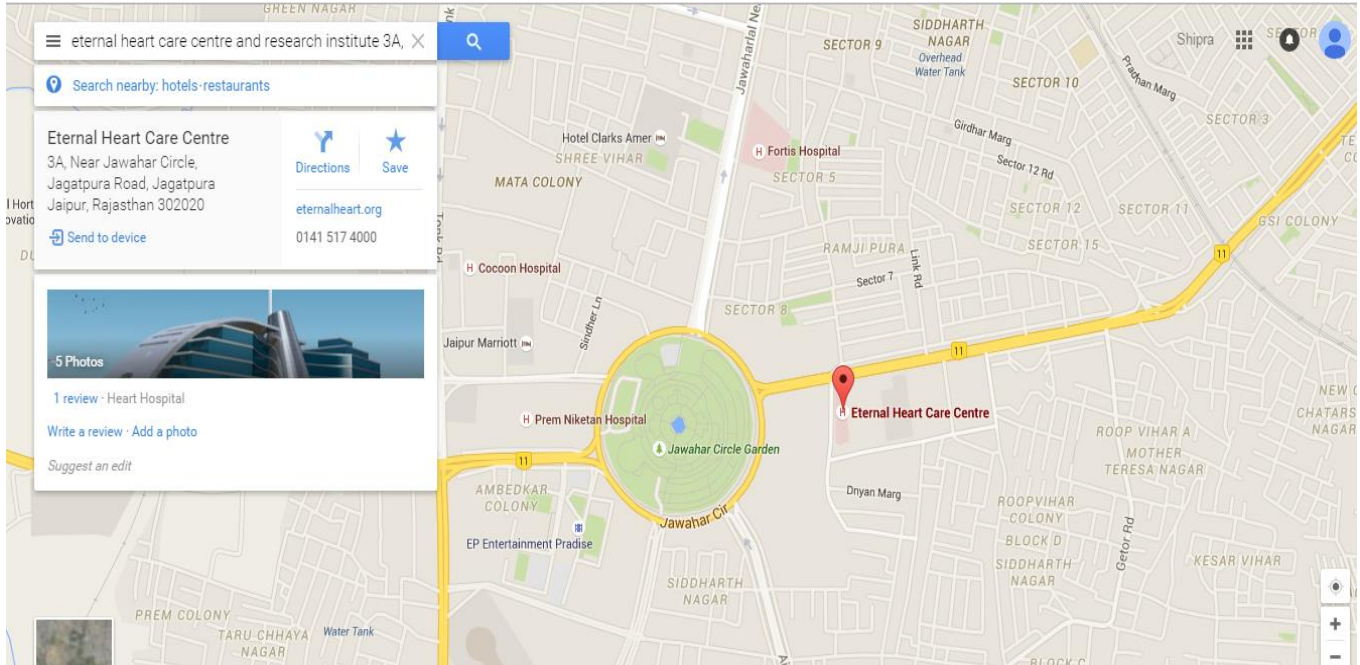 eternal heart care centre and research institute 3A,
Search nearby: hotels-restaurants
Eternal Heart Care Centre
3A, Near Jawahar Circle,
Jagatpura Road, Jagatpura
Jaipur, Rajasthan 302020
Send to device
Directions
Save
eternalheart.org
0141 517 4000
5 Photos
1 review · Heart Hospital
Write a review · Add a photo
Suggest an edit
Shipra
GREEN NAGAR
SECTOR 9
SIDDHARTH
NAGAR
Overhead
Water Tank
SECTOR 10
Pradhan Marg
SECTOR 3
Hotel Clarks Amer
SHREE VIHAR
MATA COLONY
Fortis Hospital
SECTOR 5
Girdhar Marg
Sector 12 Rd
SECTOR 12
SECTOR 11
GSI COLONY
SECTOR 15
RAMJI PURA
Link Rd
Sector 7
11
Cocoon Hospital
SECTOR 8
Sindher Ln
Jaipur Marriott
11
Eternal Heart Care Centre
Prem Niketan Hospital
Jawahar Circle Garden
11
AMBEDKAR
COLONY
Jawahar Cir
EP Entertainment Pradise
Dnyan Marg
ROOP VIHAR A
MOTHER
TERESA NAGAR
CHATARS
NAGAR
ROOPVIHAR
COLONY
BLOCK D
SIDDHARTH
NAGAR
Getor Rd
KESAR VIHAR
SIDDHARTH
NAGAR
PREM COLONY
TARU CHHAYA
NAGAR
Water Tank
BLOCK C